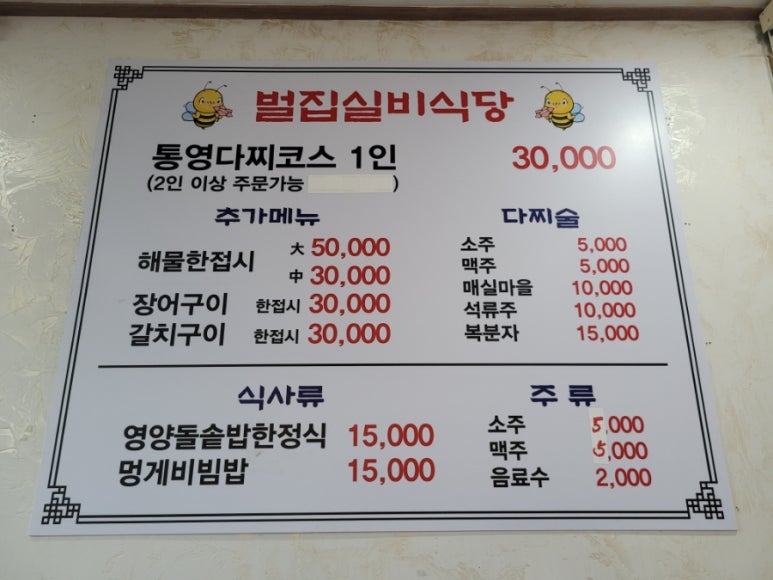 벌집실비식당
통영다찌코스 1인 30,000
(2인 이상 주문가능 )
추가메뉴
해물한접시 大 50,000
中 30,000
장어구이 한접시 30,000
갈치구이 한접시 30,000
다찌술
소주 5,000
맥주 5,000
매실마을 10,000
석류주 10,000
복분자 15,000
식사류
영양돌솥밥한정식 15,000
멍게비빔밥 15,000
주 류
소주 5,000
맥주 5,000
음료수 2,000